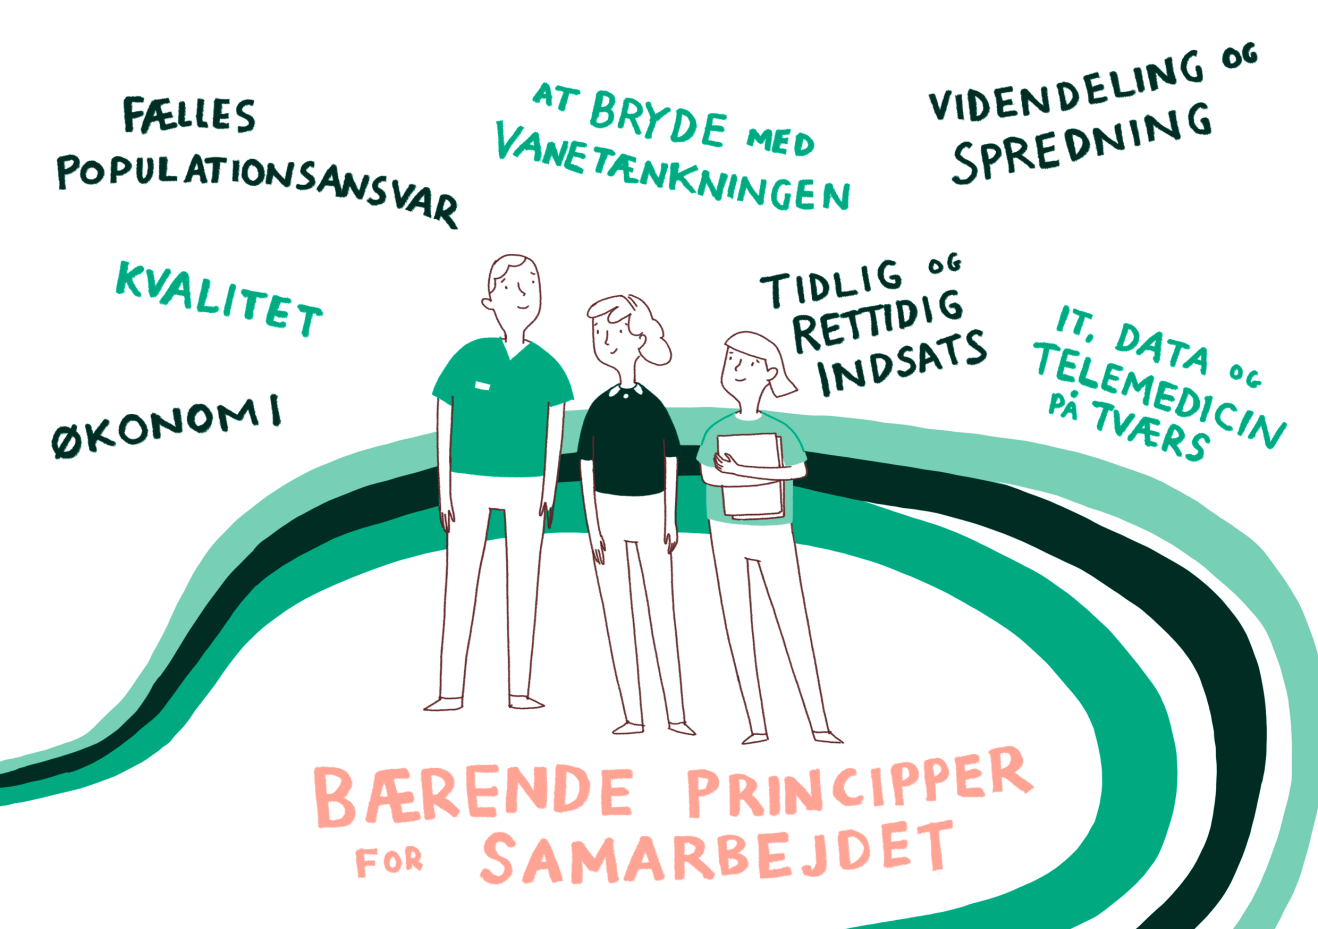 FÆLLES
POPULATIONSANSVAR
AT BRYDE MED
VANETÆNKNINGEN
VIDENDELING OG
SPREDNING
KVALITET
TIDLIG OG
RETTIDIG
INDSATS
IT, DATA OG
TELEMEDICIN
PÅ TVÆRS
ØKONOMI
BÆRENDE PRINCIPPER
FOR SAMARBEJDET